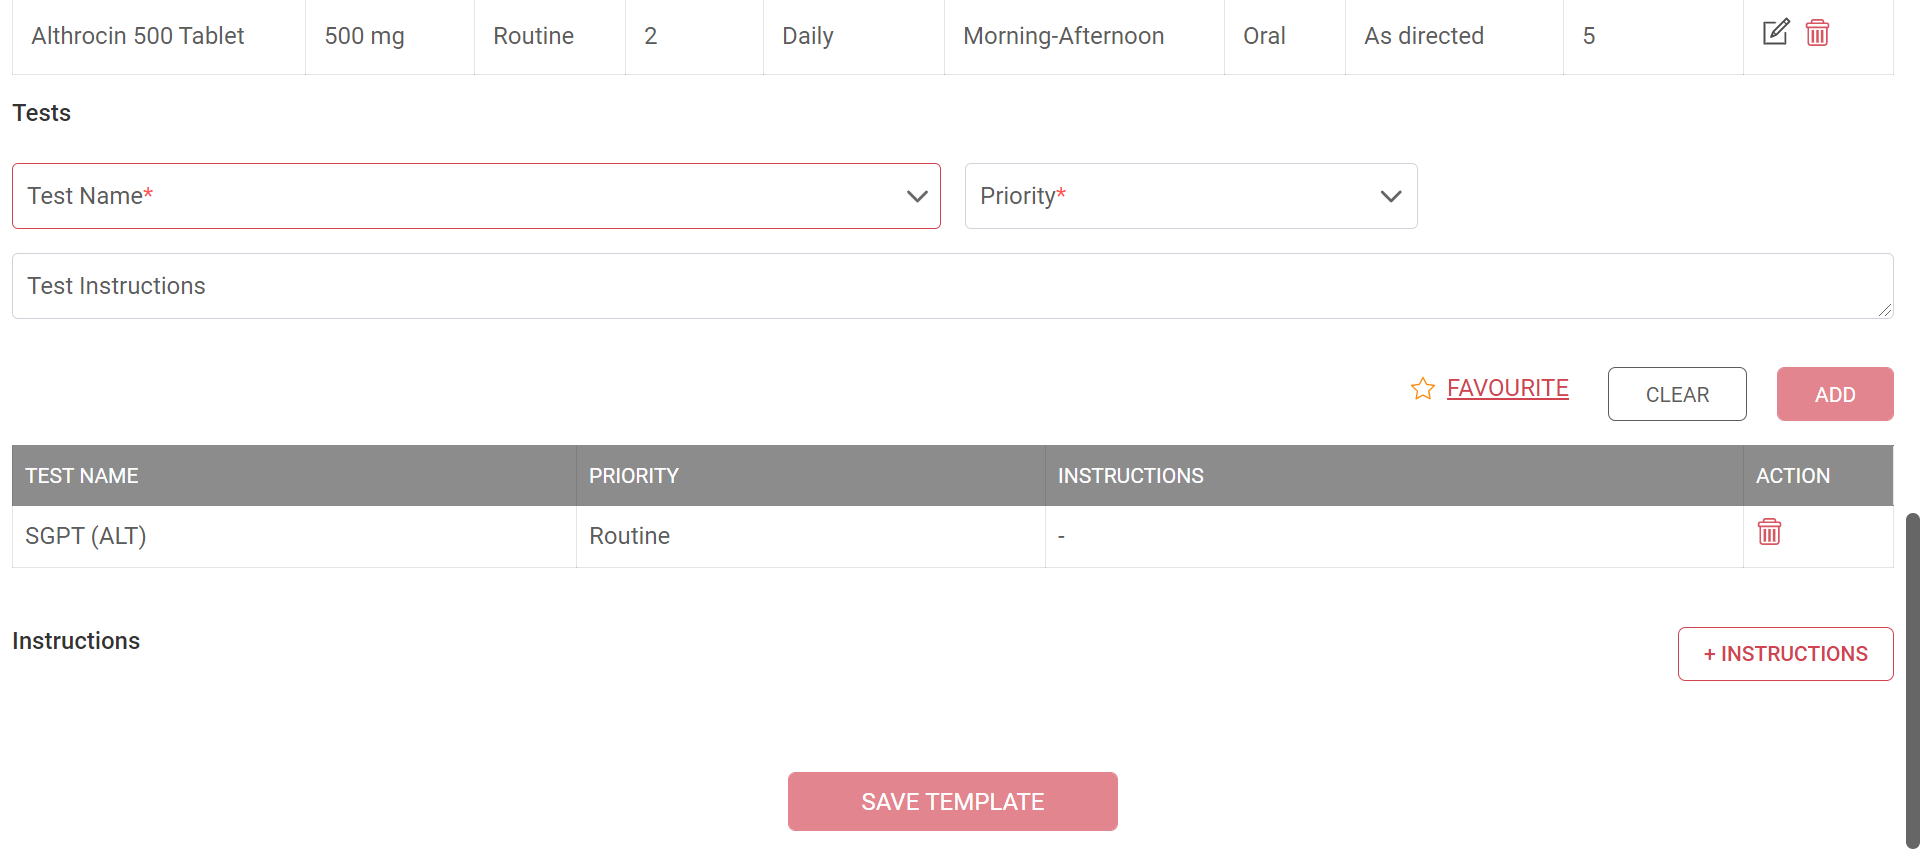 Althrocin 500 Tablet 500 mg Routine 2 Daily Morning-Afternoon Oral As directed 5
Tests
Test Name* Priority*
Test Instructions
FAVOURITE CLEAR ADD
TEST NAME PRIORITY INSTRUCTIONS ACTION
SGPT (ALT) Routine -
Instructions
+ INSTRUCTIONS
SAVE TEMPLATE